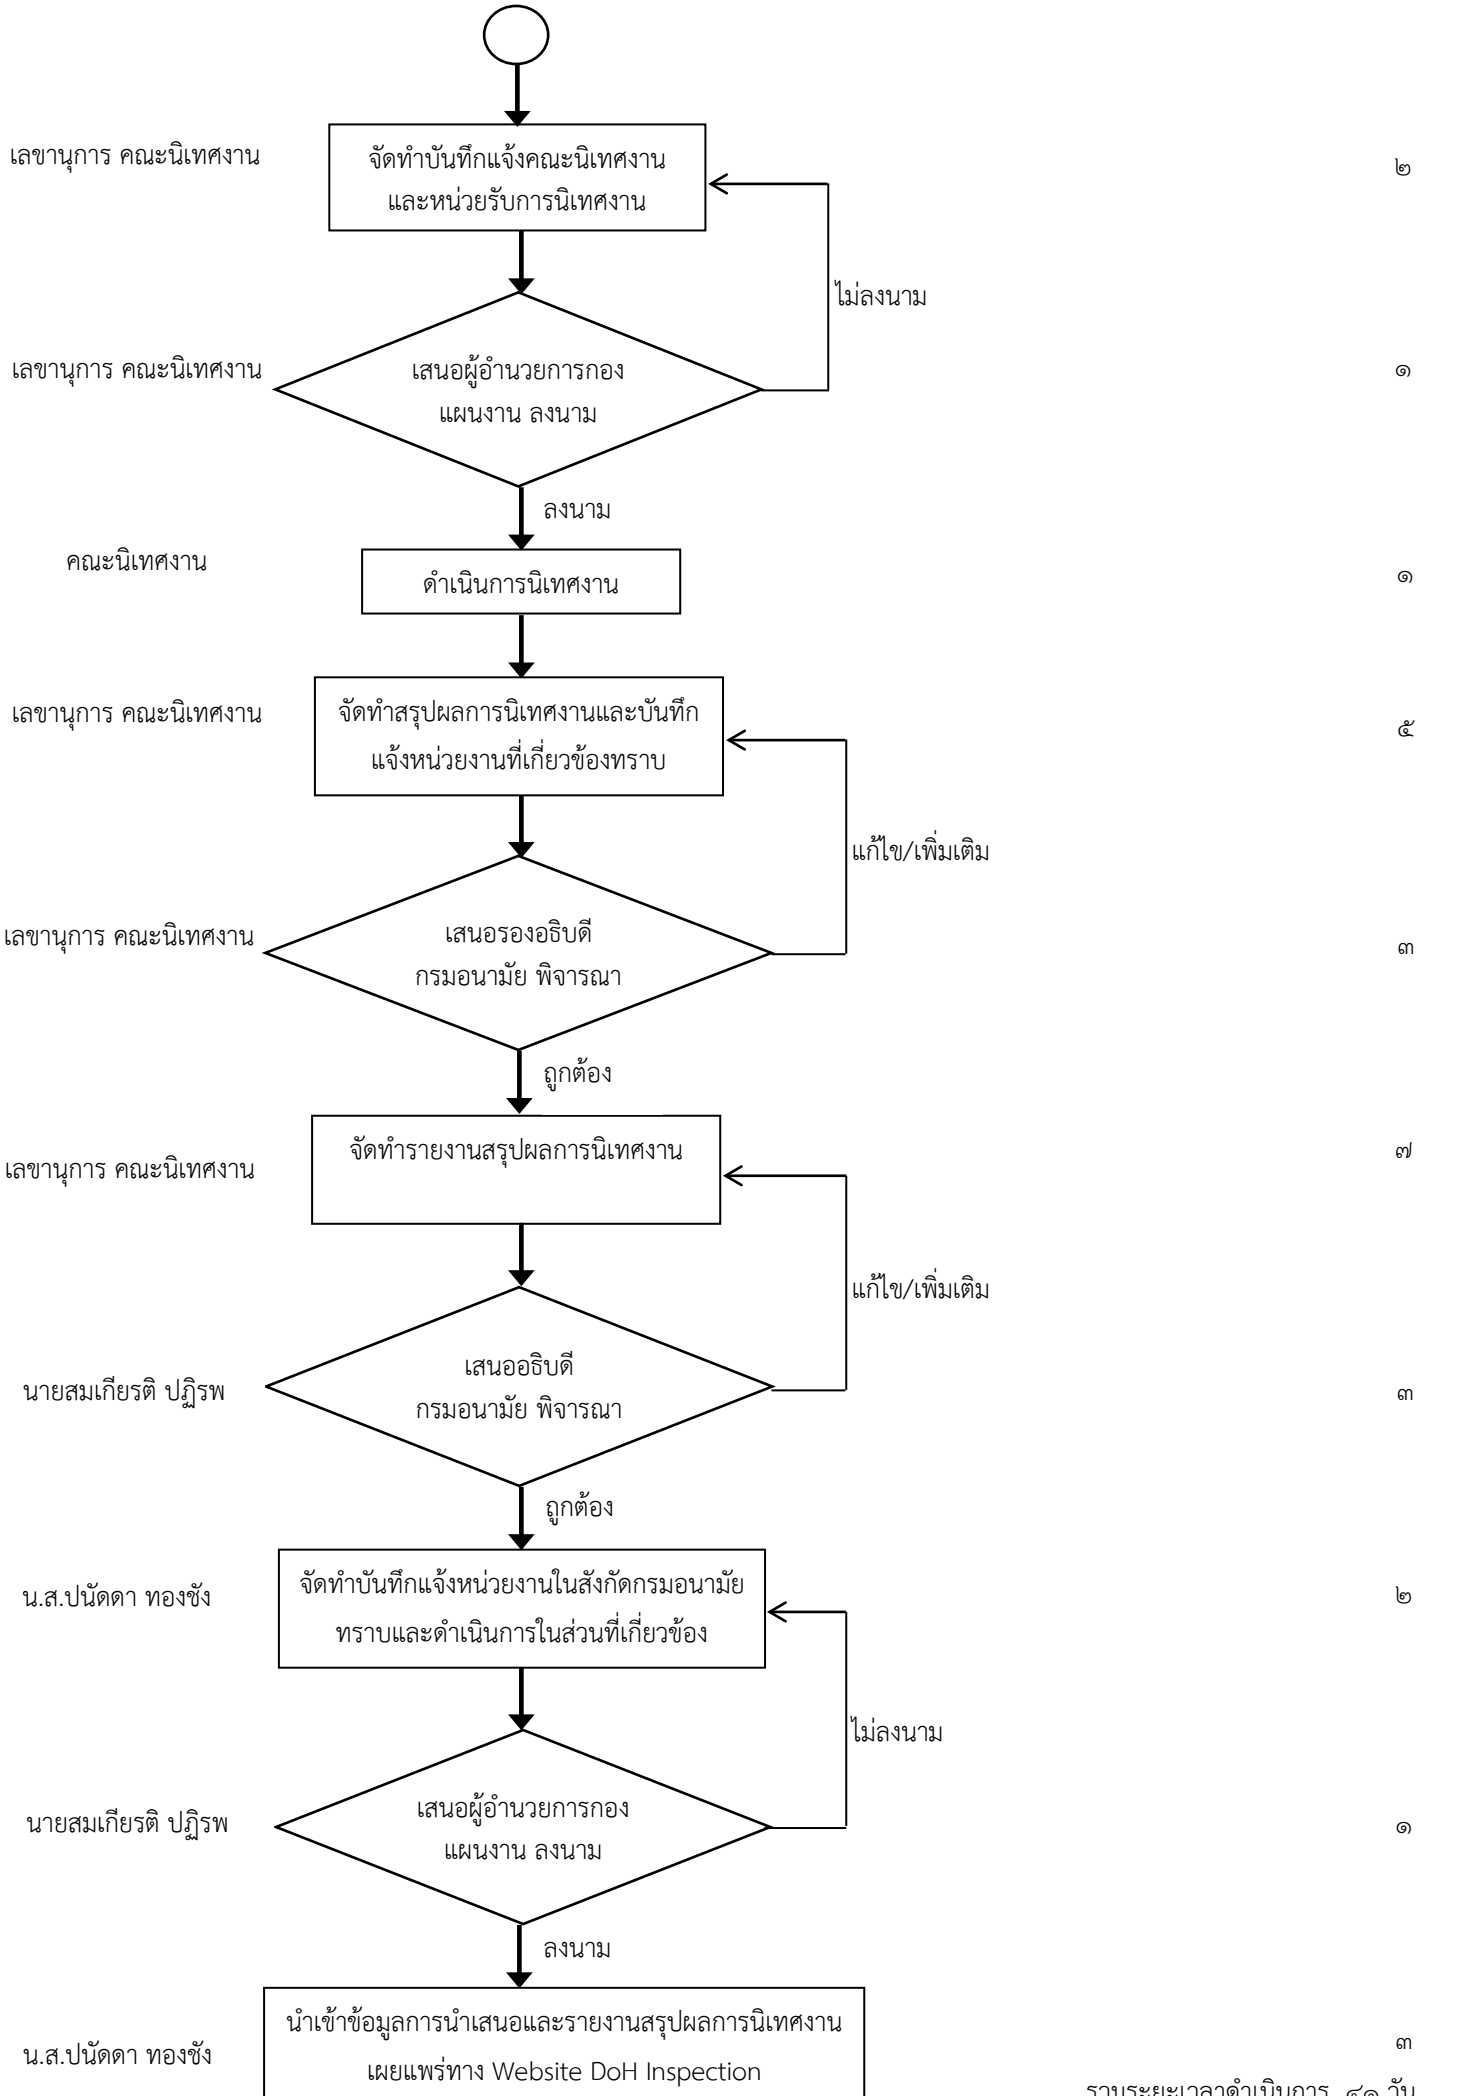 เลขานุการ คณะนิเทศงาน
จัดทำบันทึกแจ้งคณะนิเทศงาน
และหน่วยรับการนิเทศงาน
๒
ไม่ลงนาม
เลขานุการ คณะนิเทศงาน
เสนอผู้อำนวยการกอง
แผนงาน ลงนาม
๑
ลงนาม
คณะนิเทศงาน
ดำเนินการนิเทศงาน
๑
เลขานุการ คณะนิเทศงาน
จัดทำสรุปผลการนิเทศงานและบันทึก
แจ้งหน่วยงานที่เกี่ยวข้องทราบ
๕
แก้ไข/เพิ่มเติม
เลขานุการ คณะนิเทศงาน
เสนอรองอธิบดี
กรมอนามัย พิจารณา
๓
ถูกต้อง
เลขานุการ คณะนิเทศงาน
จัดทำรายงานสรุปผลการนิเทศงาน
๗
แก้ไข/เพิ่มเติม
นายสมเกียรติ ปฏิรพ
เสนออธิบดี
กรมอนามัย พิจารณา
๓
ถูกต้อง
น.ส.ปนัดดา ทองชัง
จัดทำบันทึกแจ้งหน่วยงานในสังกัดกรมอนามัย
ทราบและดำเนินการในส่วนที่เกี่ยวข้อง
๒
ไม่ลงนาม
นายสมเกียรติ ปฏิรพ
เสนอผู้อำนวยการกอง
แผนงาน ลงนาม
๑
ลงนาม
น.ส.ปนัดดา ทองชัง
นำเข้าข้อมูลการนำเสนอและรายงานสรุปผลการนิเทศงาน
เผยแพร่ทาง Website DoH Inspection
๓
รวมระยะเวลาดำเนินการ วัน